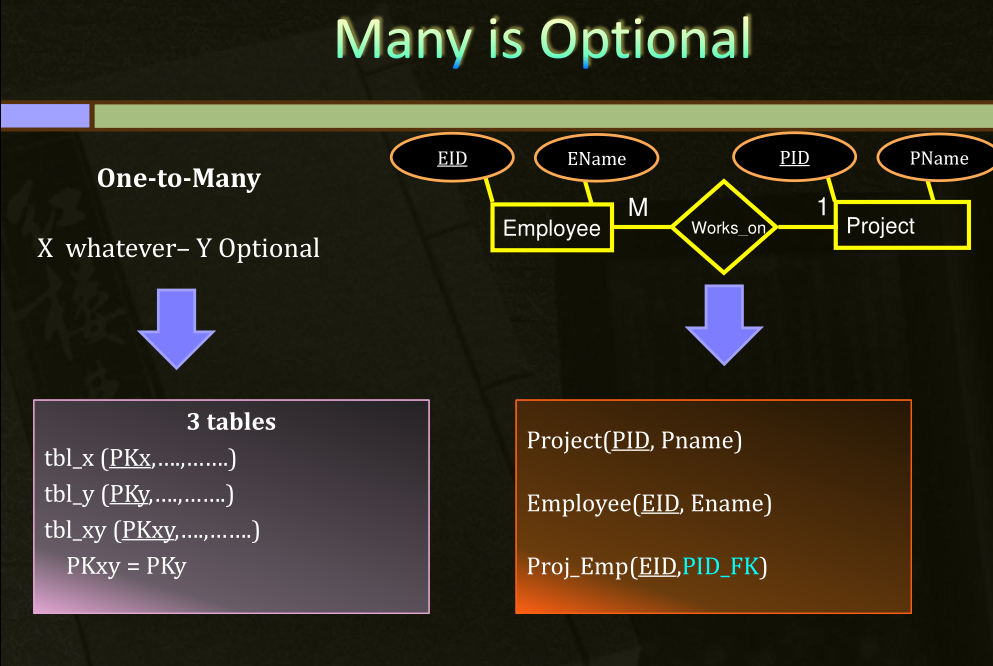 Many is Optional
One-to-Many
X whatever– Y Optional
EID
EName
PID
PName
Employee
M
Works_on
1
Project
3 tables
tbl_x (PKx,….,…….)
tbl_y (PKy,….,…….)
tbl_xy (PKxy,….,…….)
PKxy = PKy
Project(PID, Pname)
Employee(EID, Ename)
Proj_Emp(EID,PID_FK)